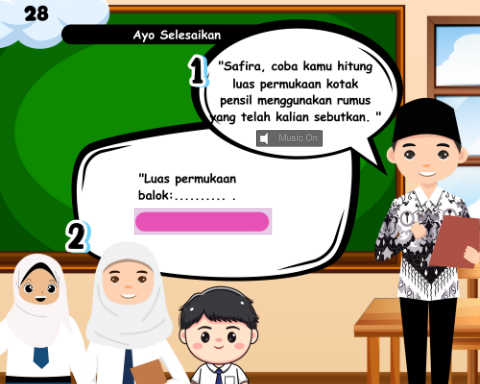 28
Ayo Selesaikan
1
"Safira, coba kamu hitung
luas permukaan kotak
pensil menggunakan rumus
yang telah kalian sebutkan. "
Music On
2
"Luas permukaan
balok:.......... .